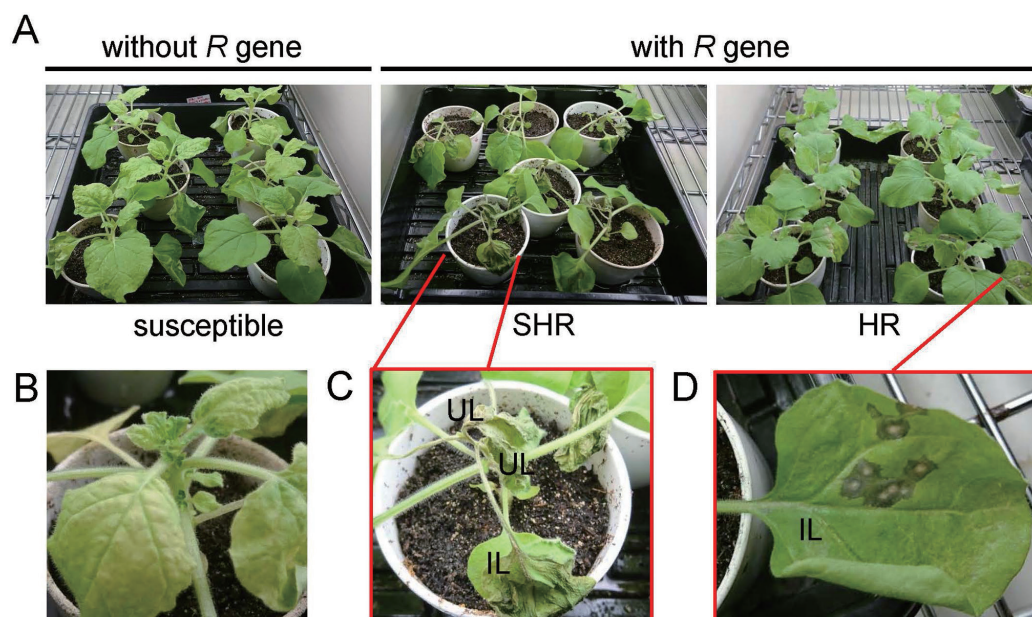 A
without R gene
with R gene
susceptible
SHR
HR
B
C
D
UL
UL
IL
IL